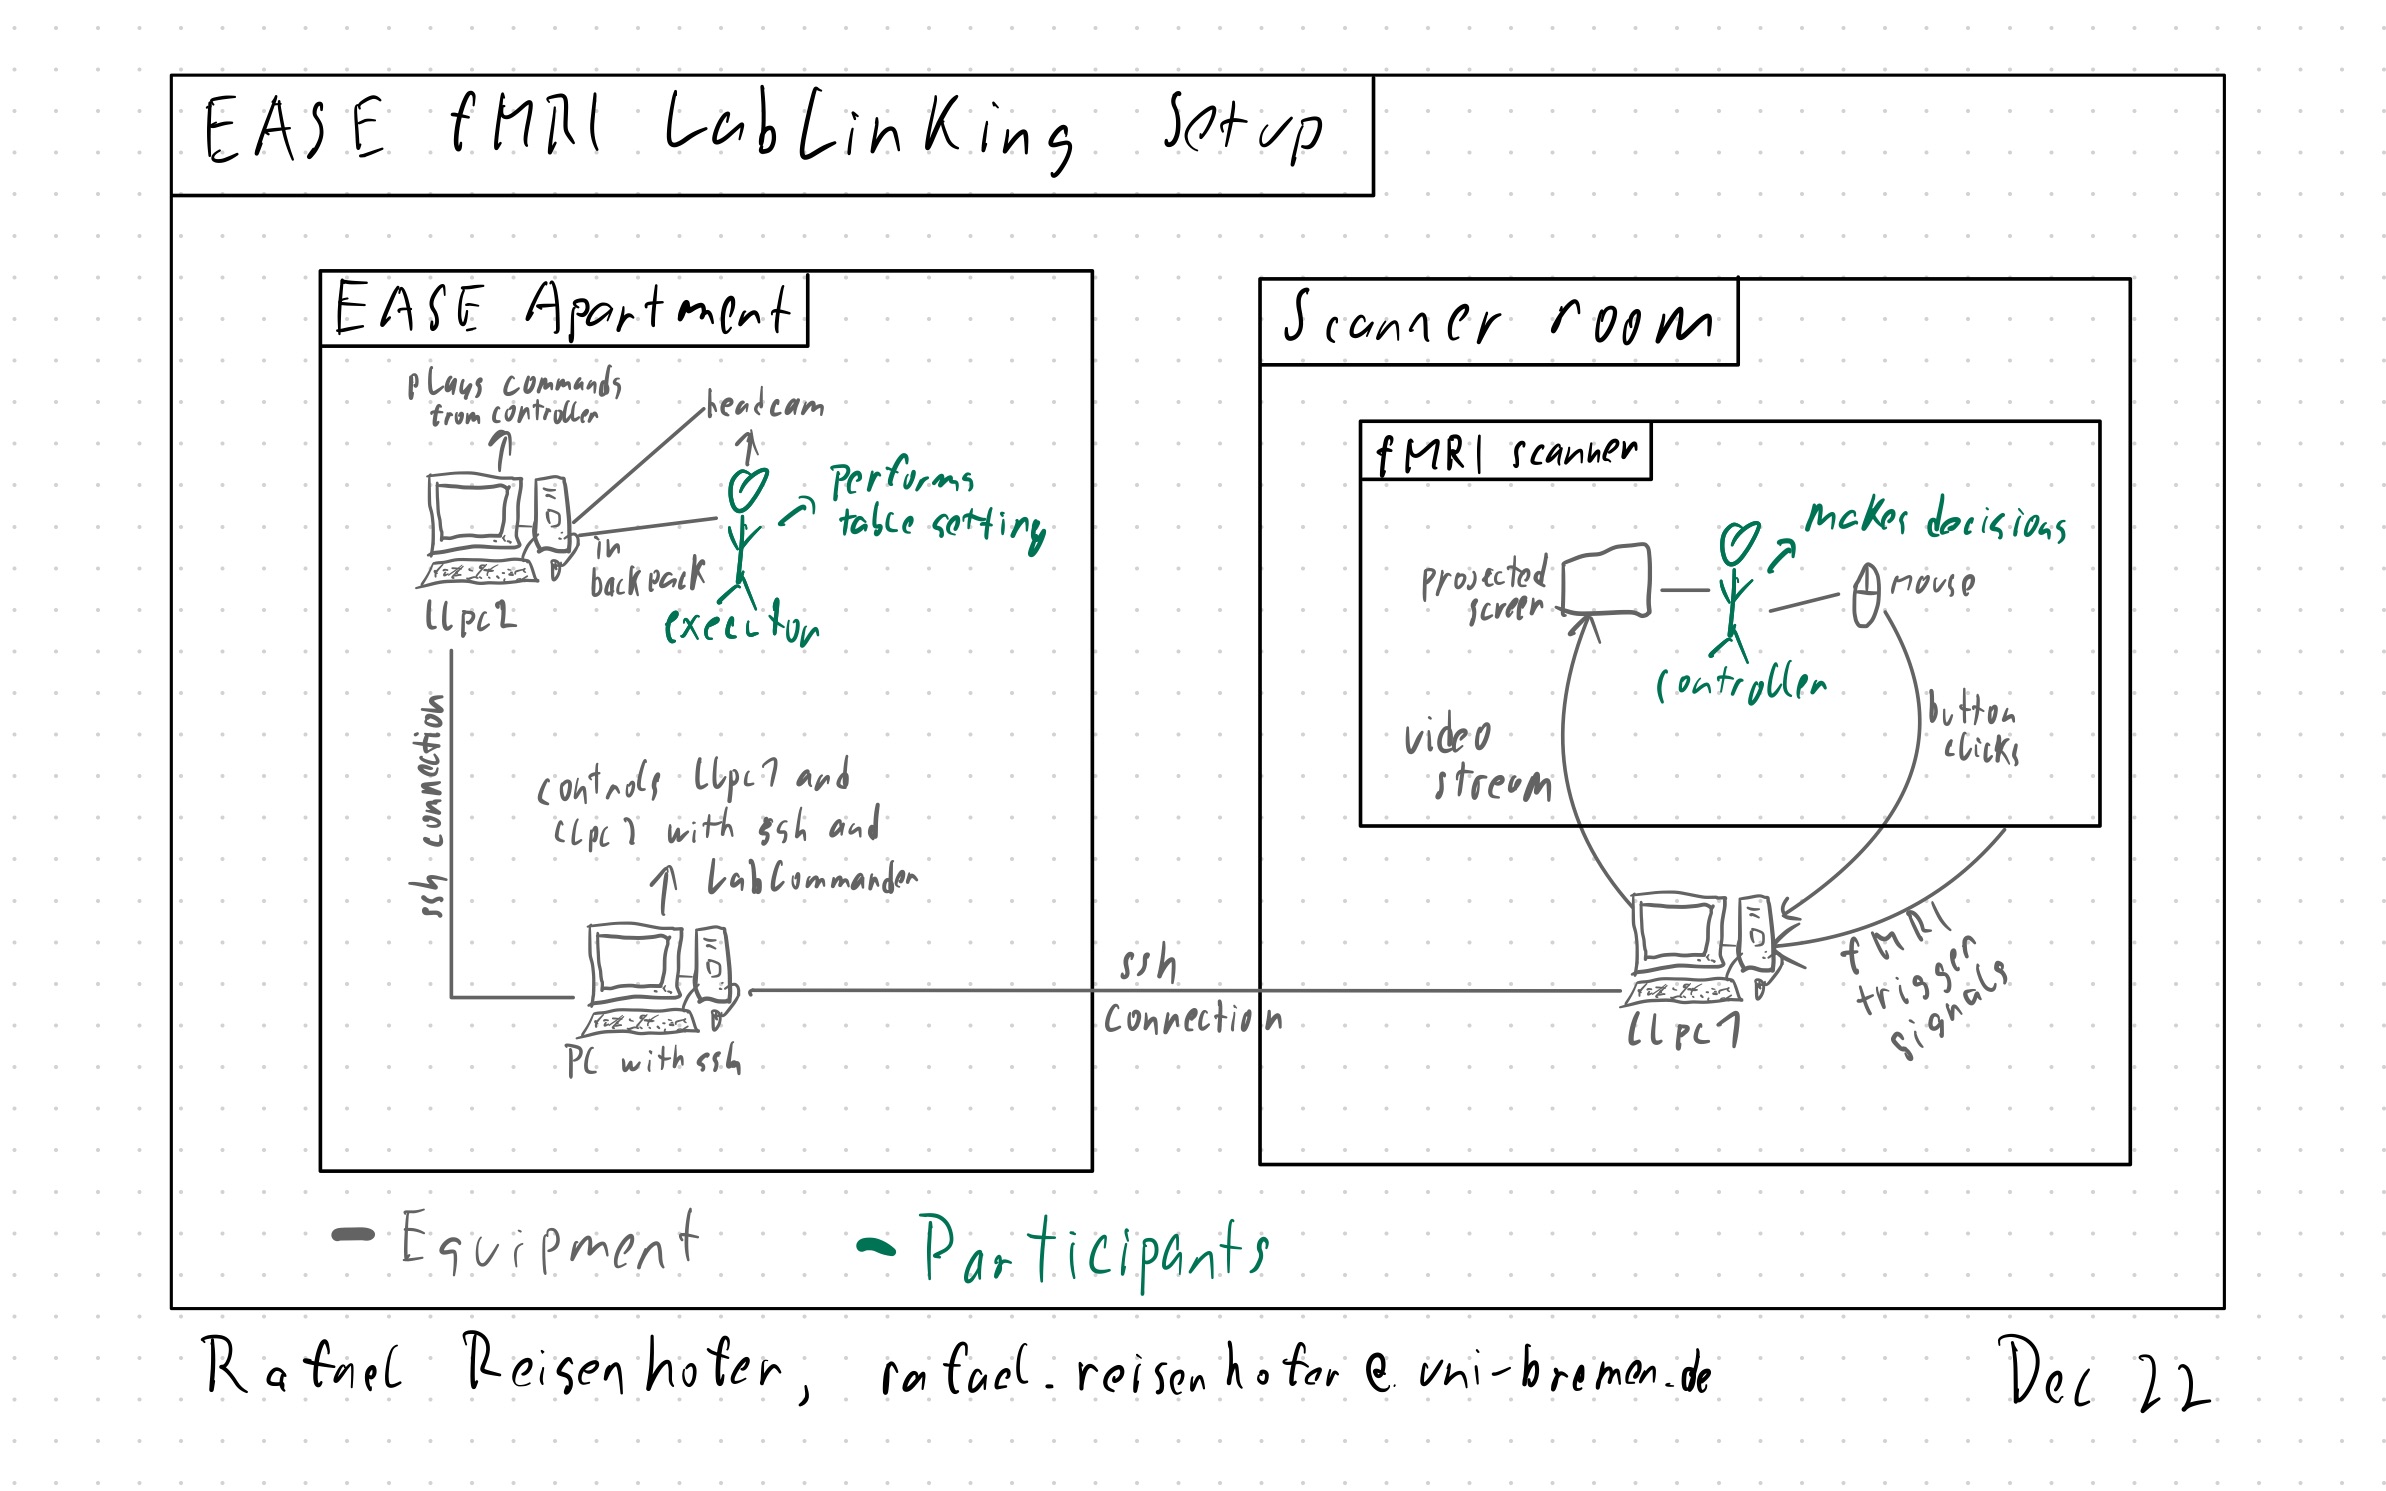 EASE fMRI LabLinking Setup
EASE Apartment
plays commands
from controller
headcam
performs
table setting
in
backpack
llpc2
executor
ssh connection
controls llpc1 and
llpc2 with ssh and
LabCommander
PC with ssh
ssh
connection
Scanner room
fMRI scanner
makes decisions
projected
screen
mouse
controller
video
stream
button
clicks
fMRI
trigger
signals
llpc1
Equipment
Participants
Rafael Reisenhofer, rafael.reisenhofer@uni-bremen.de
Dec 22